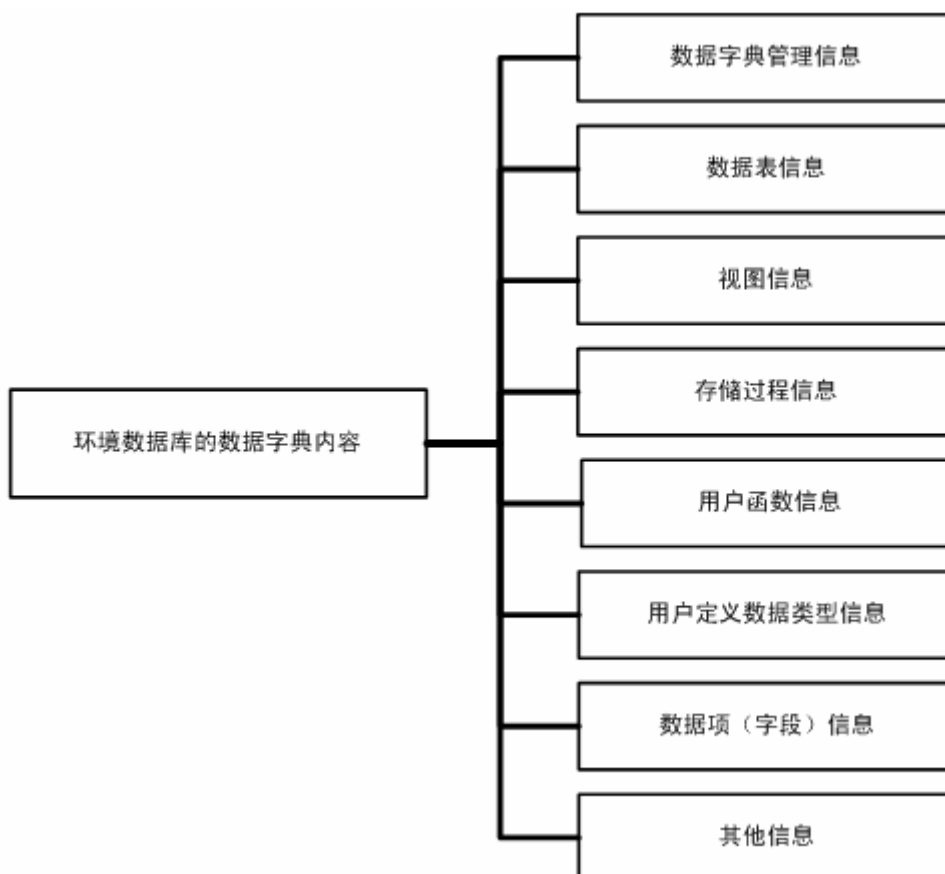 数据字典管理信息
数据表信息
视图信息
存储过程信息
环境数据库的数据字典内容
用户函数信息
用户定义数据类型信息
数据项（字段）信息
其他信息